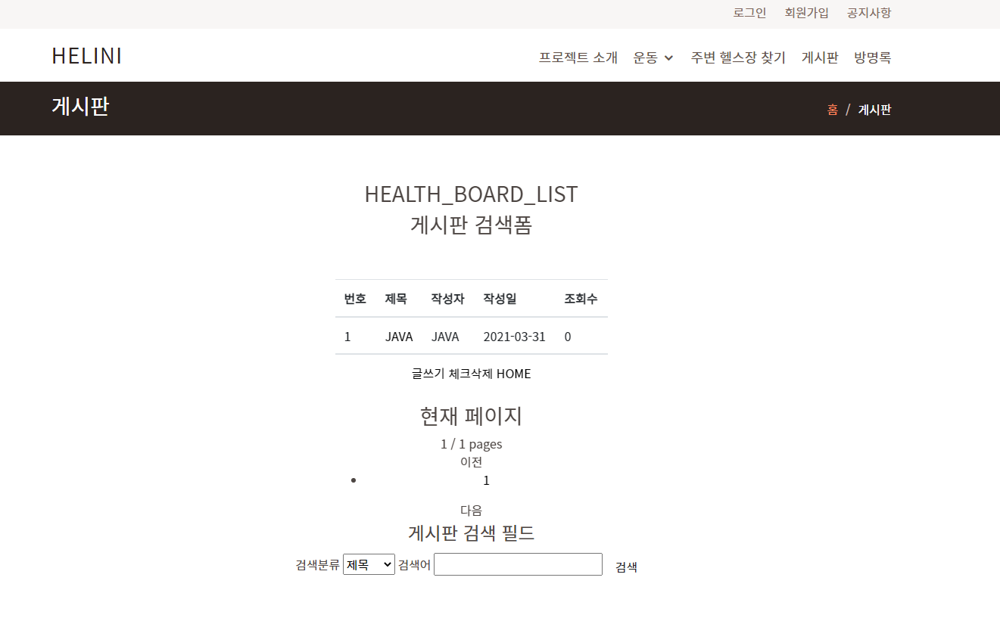 로그인 회원가입 공지사항
HELINI 프로젝트 소개 운동 주변 헬스장 찾기 게시판 방명록
게시판 홈 / 게시판
HEALTH_BOARD_LIST
게시판 검색폼
번호 제목 작성자 작성일 조회수
1 JAVA JAVA 2021-03-31 0
글쓰기 체크삭제 HOME
현재 페이지
1 / 1 pages
이전
1
다음
게시판 검색 필드
검색분류 제목 검색어 검색